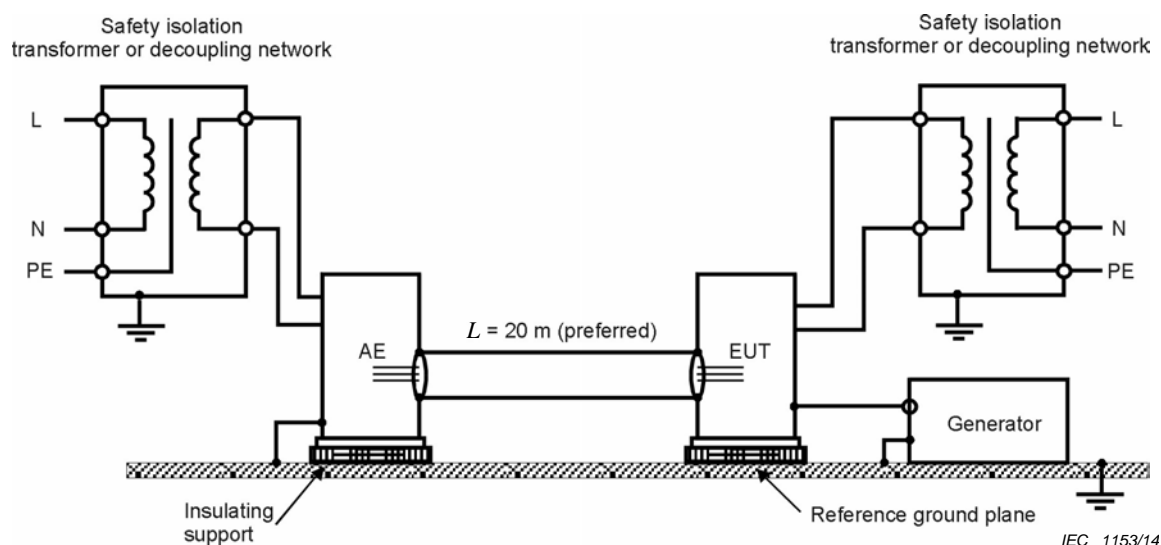 Safety isolation
transformer or decoupling network
Safety isolation
transformer or decoupling network
L
N
PE
L
N
PE
L = 20 m (preferred)
AE
EUT
Generator
Insulating
support
Reference ground plane
IEC 1153/14